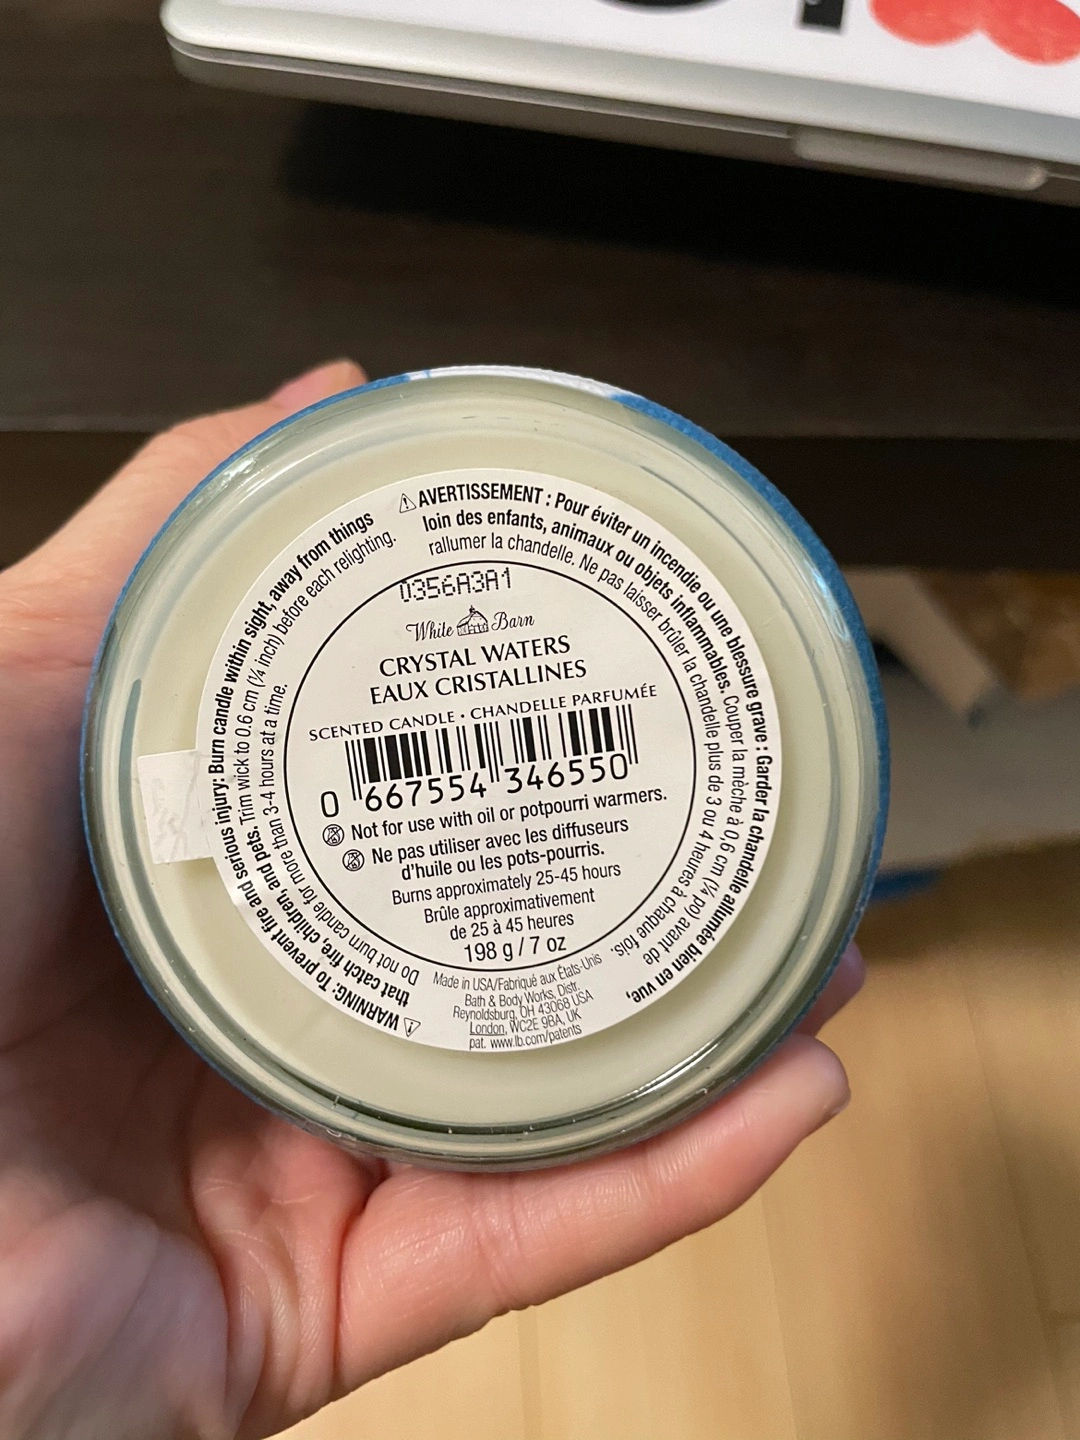 ⚠ AVERTISSEMENT : Pour éviter un incendie ou une blessure grave : Garder la chandelle allumée bien en vue,
loin des enfants, animaux ou objets inflammables. Couper la mèche à 0,6 cm (¼ po) avant de
rallumer la chandelle. Ne pas laisser brûler la chandelle plus de 3 ou 4 heures à chaque fois.
⚠ WARNING: To prevent fire and serious injury: Burn candle within sight, away from things
that catch fire, children, and pets. Trim wick to 0.6 cm (¼ inch) before each relighting.
Do not burn candle for more than 3-4 hours at a time.
0356A3A1
White Barn
CRYSTAL WATERS
EAUX CRISTALLINES
SCENTED CANDLE • CHANDELLE PARFUMÉE
0 667554 346550
Not for use with oil or potpourri warmers.
Ne pas utiliser avec les diffuseurs
d'huile ou les pots-pourris.
Burns approximately 25-45 hours
Brûle approximativement
de 25 à 45 heures
198 g / 7 oz
Made in USA/Fabriqué aux États-Unis
Bath & Body Works, Distr.
Reynoldsburg, OH 43068 USA
London, WC2E 9BA, UK
pat. www.lb.com/patents